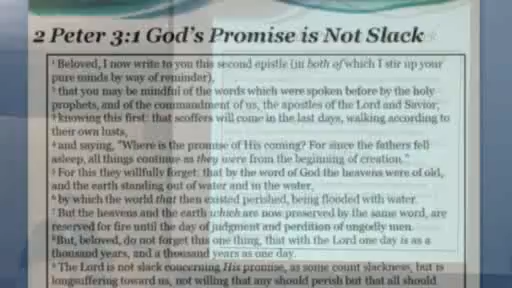 2 Peter 3:1 God's Promise is Not Slack
1 Beloved, I now write to you this second epistle (in both of which I stir up your
pure minds by way of reminder),
2 that you may be mindful of the words which were spoken before by the holy
prophets, and of the commandment of us, the apostles of the Lord and Savior,
3 knowing this first: that scoffers will come in the last days, walking according to
their own lusts,
4 and saying, "Where is the promise of His coming? For since the fathers fell
asleep, all things continue as they were from the beginning of creation."
5 For this they willfully forget: that by the word of God the heavens were of old,
and the earth standing out of water and in the water,
6 by which the world that then existed perished, being flooded with water.
7 But the heavens and the earth which are now preserved by the same word, are
reserved for fire until the day of judgment and perdition of ungodly men.
8 But, beloved, do not forget this one thing, that with the Lord one day is as a
thousand years, and a thousand years as one day.
9 The Lord is not slack concerning His promise, as some count slackness, but is
longsuffering toward us, not willing that any should perish but that all should